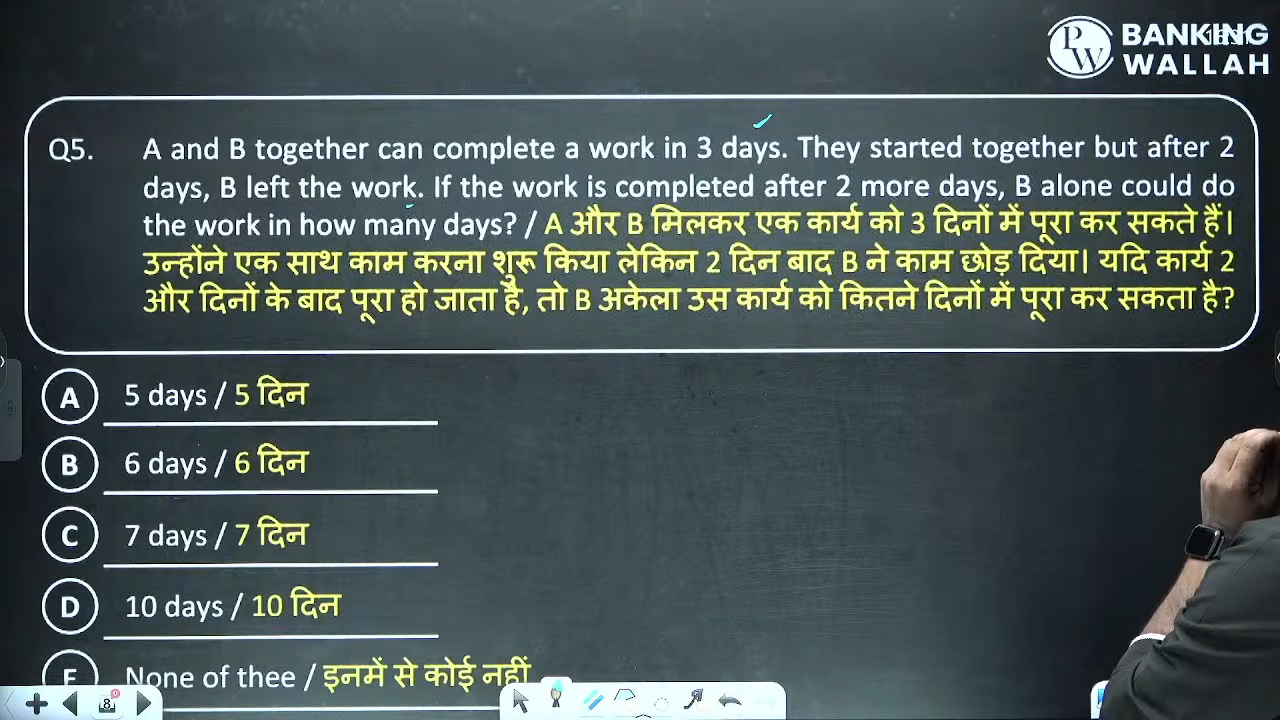 BANKING
WALLAH
Q5. A and B together can complete a work in 3 days. They started together but after 2
days, B left the work. If the work is completed after 2 more days, B alone could do
the work in how many days? / A और B मिलकर एक कार्य को 3 दिनों में पूरा कर सकते हैं।
उन्होंने एक साथ काम करना शुरू किया लेकिन 2 दिन बाद B ने काम छोड़ दिया। यदि कार्य 2
और दिनों के बाद पूरा हो जाता है, तो B अकेला उस कार्य को कितने दिनों में पूरा कर सकता है?
A 5 days / 5 दिन
B 6 days / 6 दिन
C 7 days / 7 दिन
D 10 days / 10 दिन
E None of thee / इनमें से कोई नहीं
8